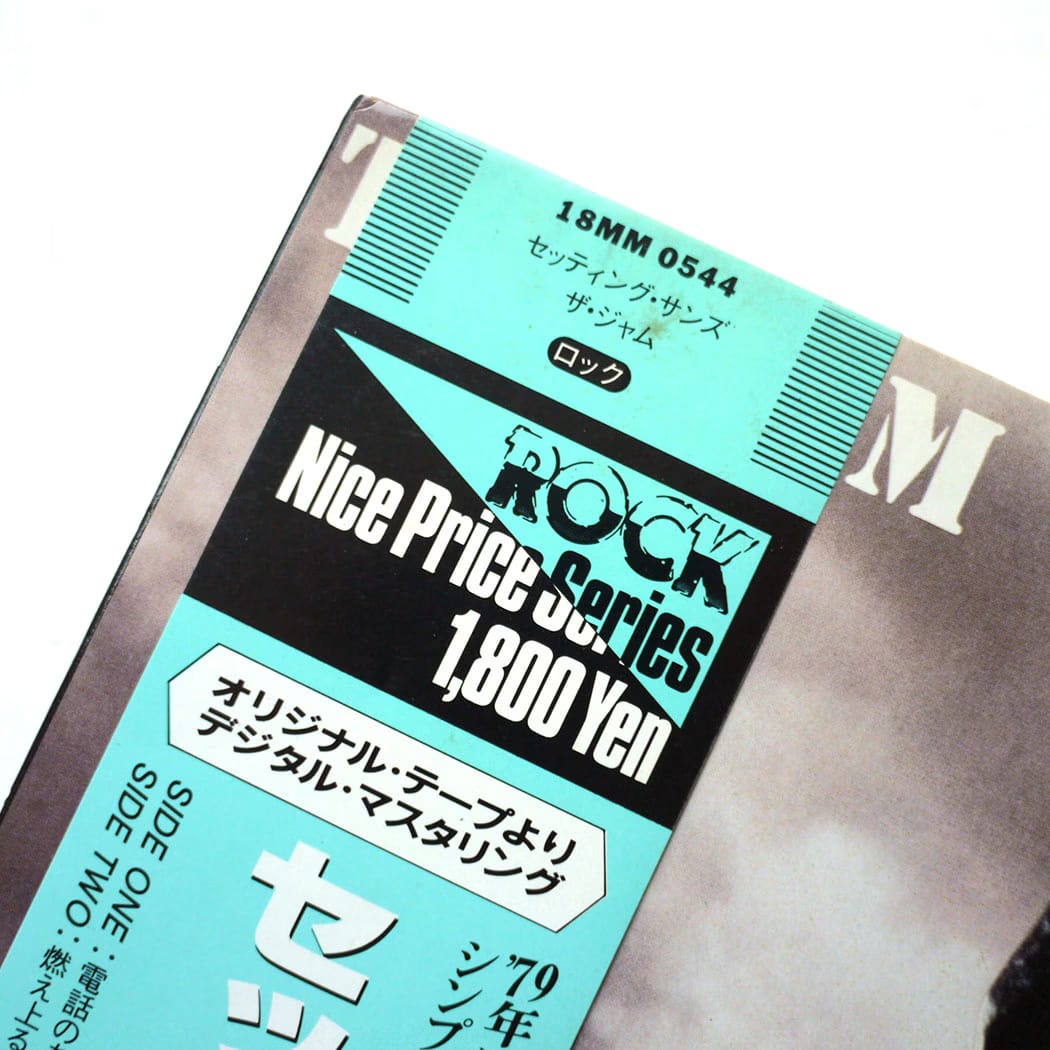 T M
18MM 0544
セッティング・サンズ
ザ・ジャム
ロック
ROCK
Nice Price Series
1,800 Yen
オリジナル・テープより
デジタル・マスタリング
セッ
'79年
シンプ
SIDE ONE：電話の
SIDE TWO：燃え上る